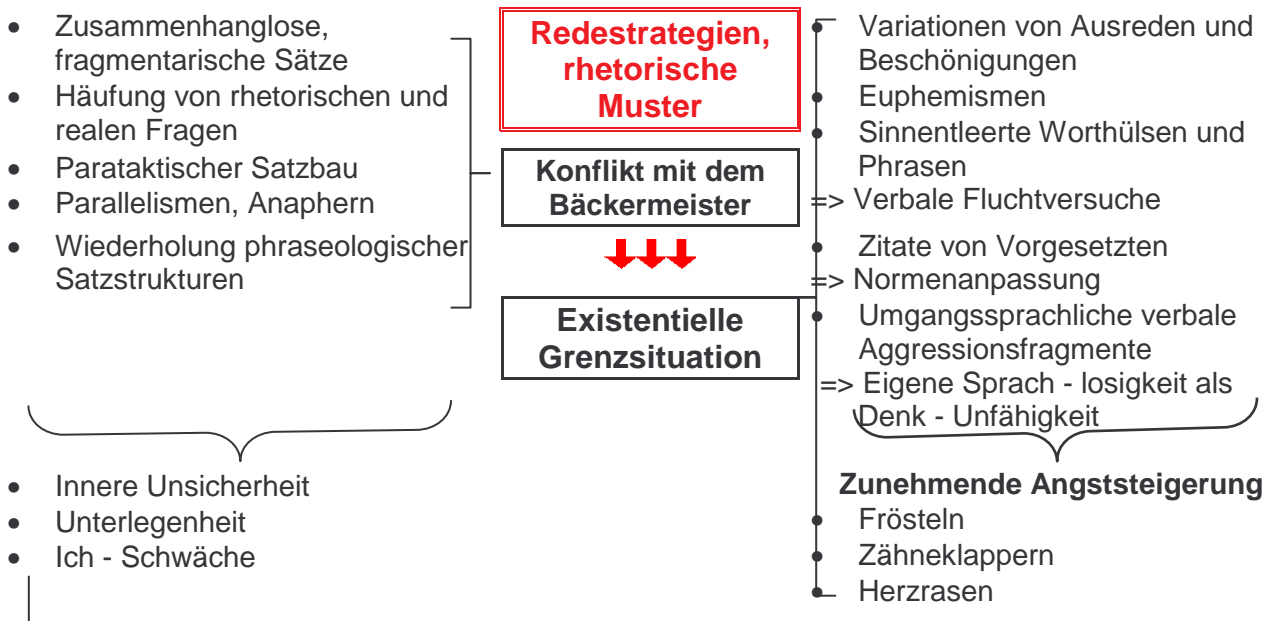 • Zusammenhanglose,
fragmentarische Sätze
• Häufung von rhetorischen und
realen Fragen
• Parataktischer Satzbau
• Parallelismen, Anaphern
• Wiederholung phraseologischer
Satzstrukturen
• Innere Unsicherheit
• Unterlegenheit
• Ich - Schwäche
Redestrategien,
rhetorische
Muster
Konflikt mit dem
Bäckermeister
Existentielle
Grenzsituation
• Variationen von Ausreden und
Beschönigungen
• Euphemismen
• Sinnentleerte Worthülsen und
Phrasen
=> Verbale Fluchtversuche
• Zitate von Vorgesetzten
=> Normenanpassung
• Umgangssprachliche verbale
Aggressionsfragmente
=> Eigene Sprach - losigkeit als
Denk - Unfähigkeit
Zunehmende Angststeigerung
• Frösteln
• Zähneklappern
• Herzrasen